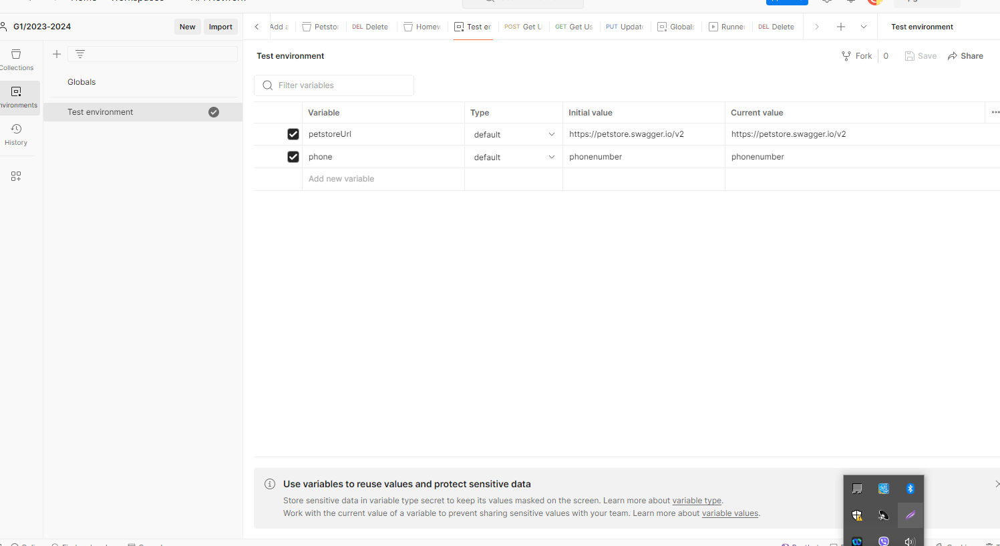 G1/2023-2024
New
Import
Add a
Petstor
DEL Delete
Homew
Test er
POST Get U
GET Get Us
PUT Update
Globals
Runner
DEL Delete
Test environment
Collections
Globals
Environments
Test environment
History
Test environment
Fork
0
Save
Share
Filter variables
Variable
Type
Initial value
Current value
petstoreUrl
default
https://petstore.swagger.io/v2
https://petstore.swagger.io/v2
phone
default
phonenumber
phonenumber
Add new variable
Use variables to reuse values and protect sensitive data
Store sensitive data in variable type secret to keep its values masked on the screen. Learn more about variable type.
Work with the current value of a variable to prevent sharing sensitive values with your team. Learn more about variable values.